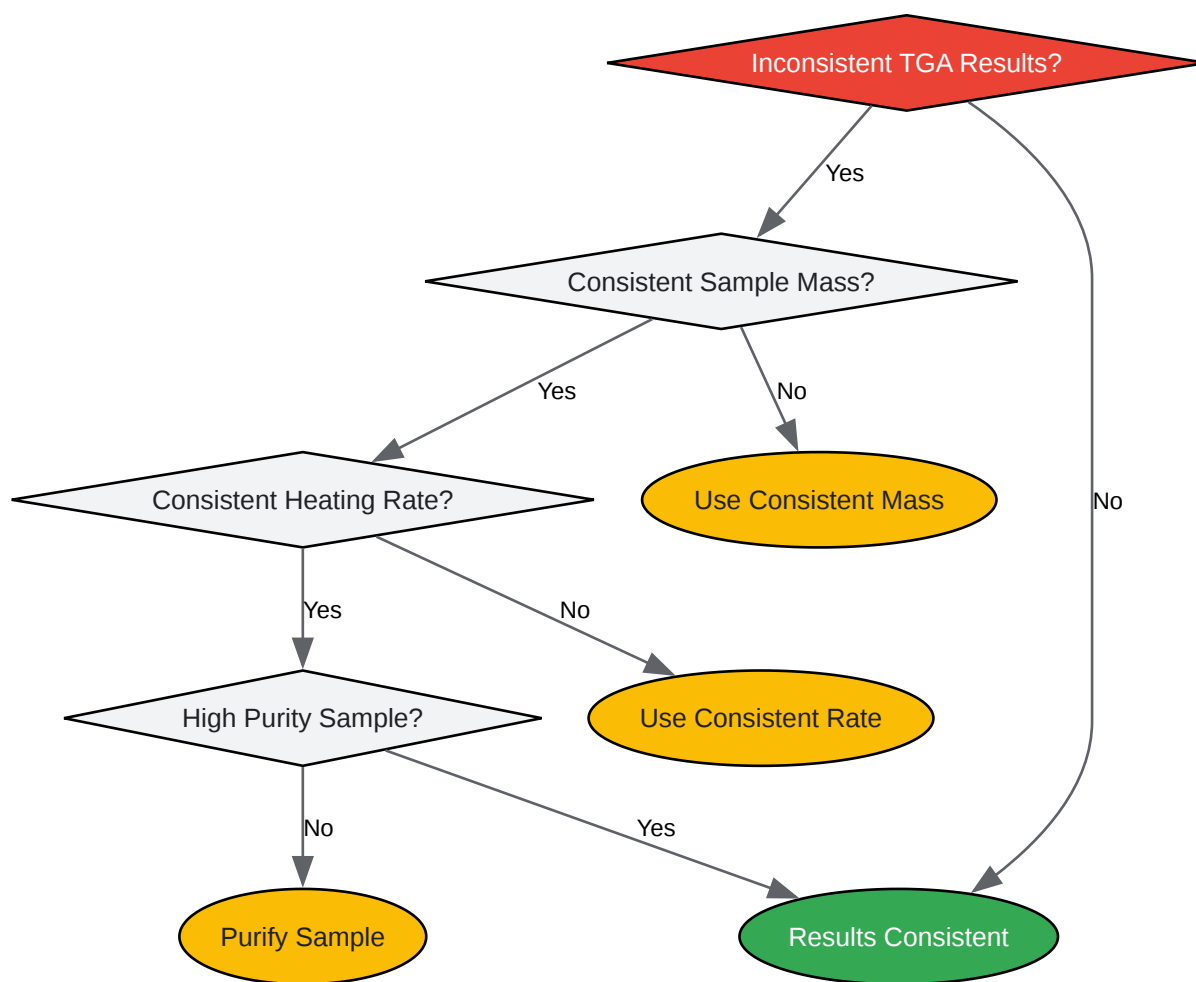 Inconsistent TGA Results?
Yes
Consistent Sample Mass?
Yes
No
Consistent Heating Rate?
Use Consistent Mass
No
Yes
No
High Purity Sample?
Use Consistent Rate
No
Yes
Purify Sample
Results Consistent